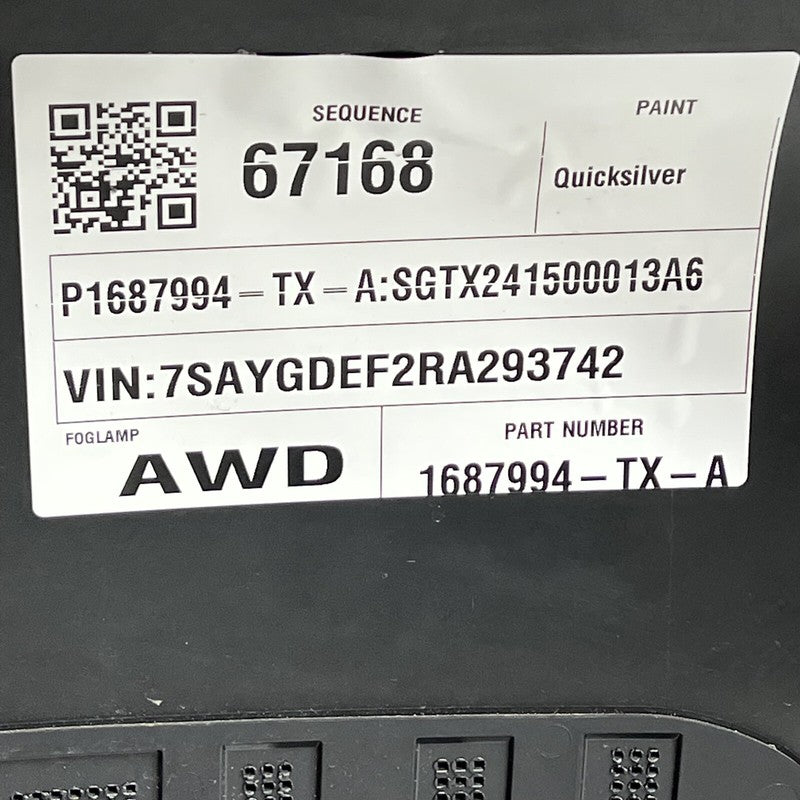 SEQUENCE
67168
PAINT
Quicksilver
P1687994-TX-A:SGTX241500013A6
VIN:7SAYGDEF2RA293742
FOGLAMP
AWD
PART NUMBER
1687994-TX-A